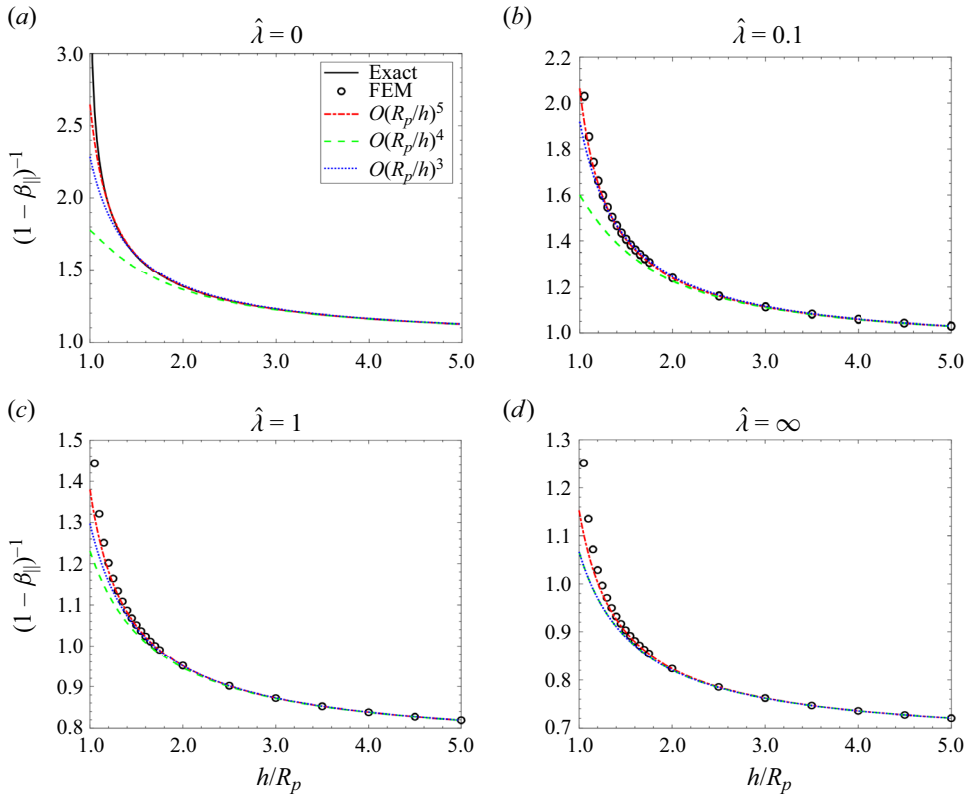 (a)
λ̂ = 0
3.0
2.5
2.0
1.5
1.0
(1 − β||)⁻¹
1.0 2.0 3.0 4.0 5.0
Exact
FEM
O(Rp/h)⁵
O(Rp/h)⁴
O(Rp/h)³
(b)
λ̂ = 0.1
2.2
2.0
1.8
1.6
1.4
1.2
1.0
1.0 2.0 3.0 4.0 5.0
(c)
λ̂ = 1
1.5
1.4
1.3
1.2
1.1
1.0
0.9
0.8
(1 − β||)⁻¹
1.0 2.0 3.0 4.0 5.0
h/Rp
(d)
λ̂ = ∞
1.3
1.2
1.1
1.0
0.9
0.8
0.7
1.0 2.0 3.0 4.0 5.0
h/Rp